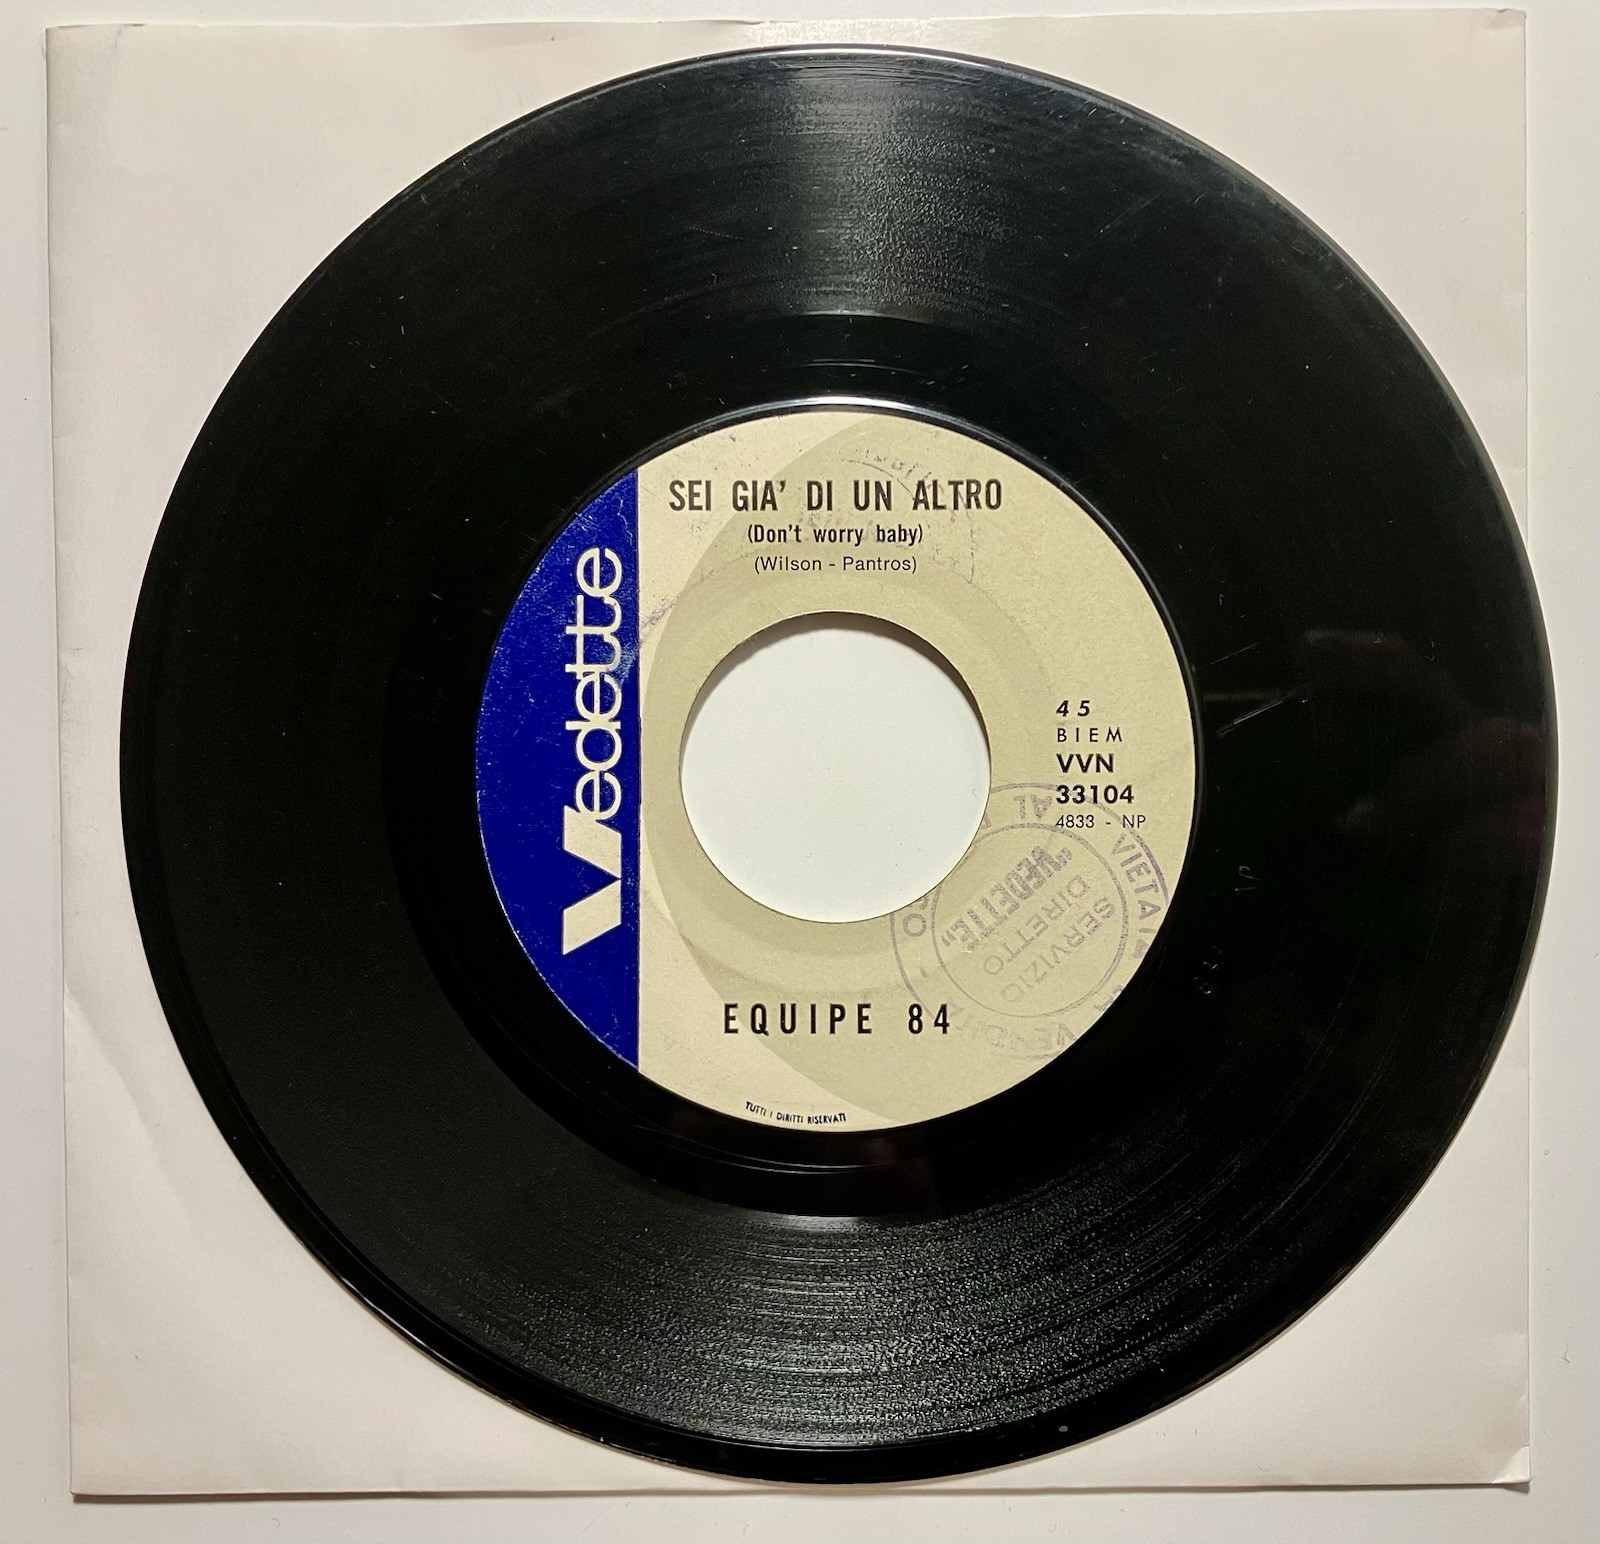 SEI GIA' DI UN ALTRO
(Don't worry baby)
(Wilson - Pantros)
Vedette
45
BIEM
VVN
33104
4833 - NP
SERVIZIO
DIRETTO
"VEDETTE"
VIETATA
EQUIPE 84
TUTTI I DIRITTI RISERVATI